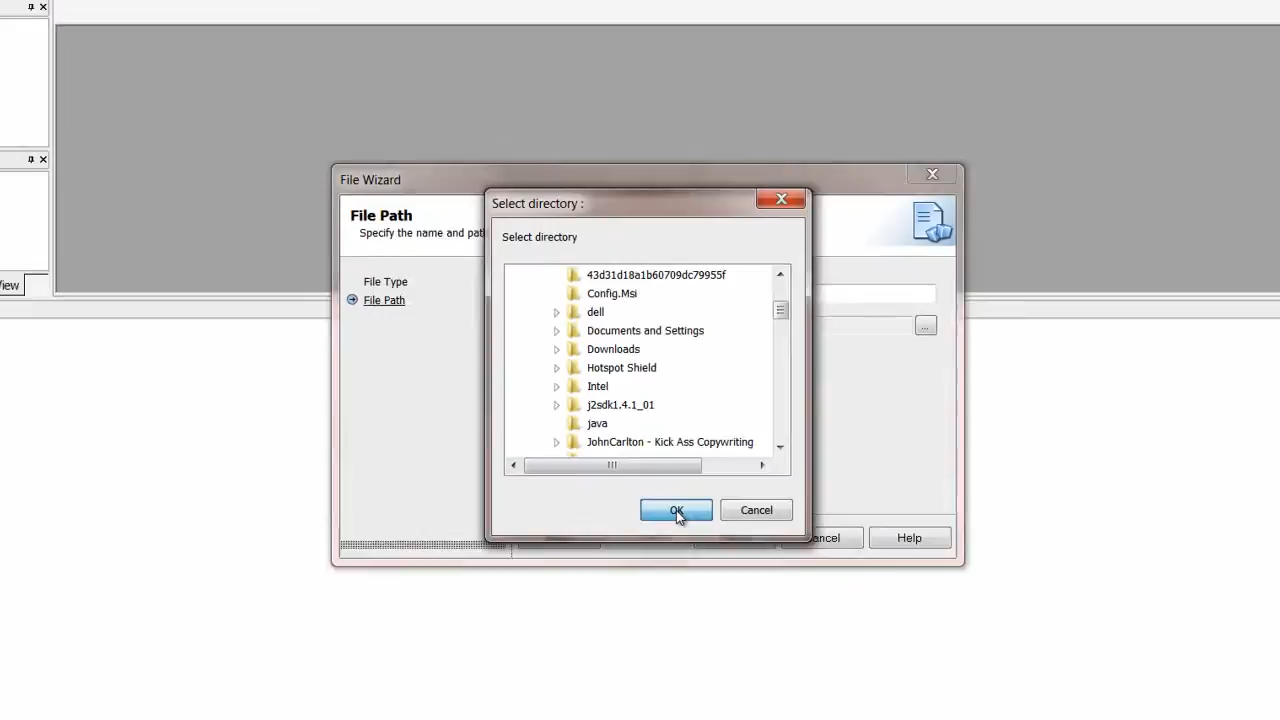 File Wizard
Select directory :
File Path
Specify the name and pat
Select directory
File Type
File Path
43d31d18a1b60709dc79955f
Config.Msi
dell
Documents and Settings
Downloads
Hotspot Shield
Intel
j2sdk1.4.1_01
java
JohnCarlton - Kick Ass Copywriting
...
iew
OK
Cancel
ancel
Help